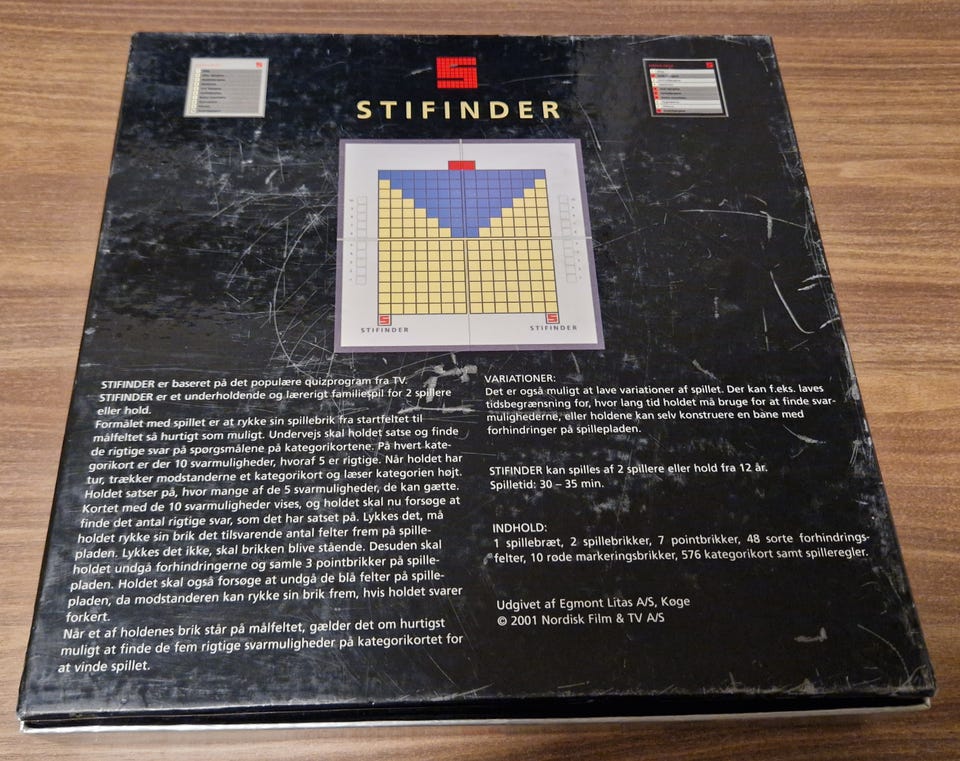 STIFINDER
STIFINDER
STIFINDER
STIFINDER er baseret på det populære quizprogram fra TV.
STIFINDER er et underholdende og lærerigt familiespil for 2 spillere
eller hold.
Formålet med spillet er at rykke sin spillebrik fra startfeltet til
målfeltet så hurtigt som muligt. Undervejs skal holdet satse og finde
de rigtige svar på spørgsmålene på kategorikortene. På hvert kate-
gorikort er der 10 svarmuligheder, hvoraf 5 er rigtige. Når holdet har
tur, trækker modstanderne et kategorikort og læser kategorien højt.
Holdet satser på, hvor mange af de 5 svarmuligheder, de kan gætte.
Kortet med de 10 svarmuligheder vises, og holdet skal nu forsøge at
finde det antal rigtige svar, som det har satset på. Lykkes det, må
holdet rykke sin brik det tilsvarende antal felter frem på spille-
pladen. Lykkes det ikke, skal brikken blive stående. Desuden skal
holdet undgå forhindringerne og samle 3 pointbrikker på spille-
pladen. Holdet skal også forsøge at undgå de blå felter på spille-
pladen, da modstanderen kan rykke sin brik frem, hvis holdet svarer
forkert.
Når et af holdenes brik står på målfeltet, gælder det om hurtigst
muligt at finde de fem rigtige svarmuligheder på kategorikortet for
at vinde spillet.
VARIATIONER:
Det er også muligt at lave variationer af spillet. Der kan f.eks. laves
tidsbegrænsning for, hvor lang tid holdet må bruge for at finde svar-
mulighederne, eller holdene kan selv konstruere en bane med
forhindringer på spillepladen.
STIFINDER kan spilles af 2 spillere eller hold fra 12 år.
Spilletid: 30 – 35 min.
INDHOLD:
1 spillebræt, 2 spillebrikker, 7 pointbrikker, 48 sorte forhindrings-
felter, 10 røde markeringsbrikker, 576 kategorikort samt spilleregler.
Udgivet af Egmont Litas A/S, Køge
© 2001 Nordisk Film & TV A/S